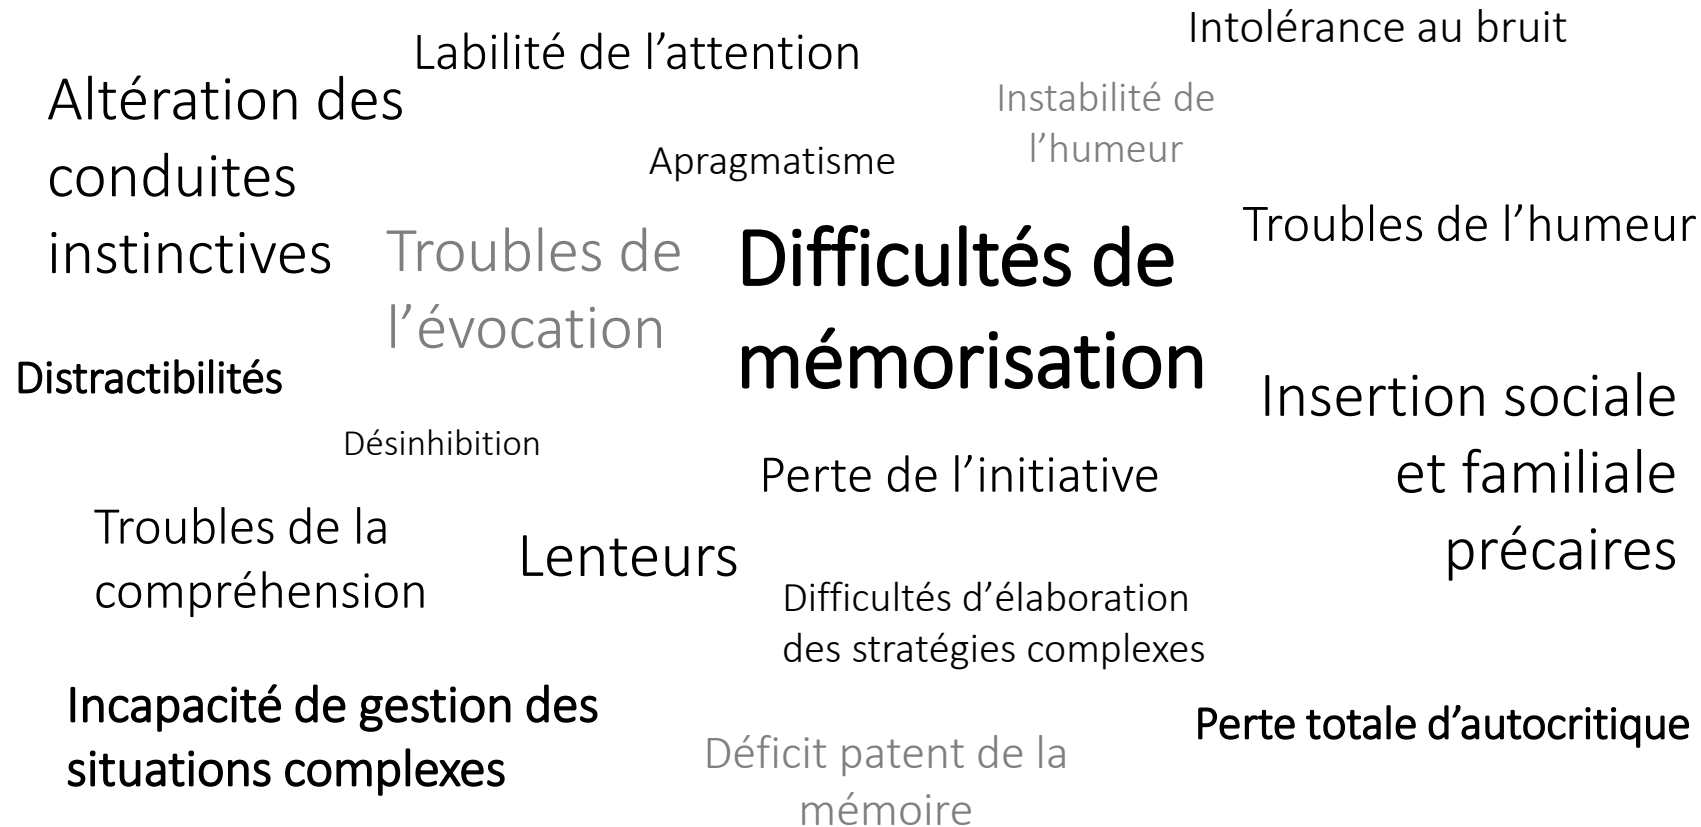 Intolérance au bruit
Labilité de l’attention
Altération des
conduites
instinctives
Instabilité de
l’humeur
Apragmatisme
Troubles de l’humeur
Troubles de
l’évocation
Difficultés de
mémorisation
Distractibilités
Insertion sociale
et familiale
précaires
Désinhibition
Perte de l’initiative
Troubles de la
compréhension
Lenteurs
Difficultés d’élaboration
des stratégies complexes
Incapacité de gestion des
situations complexes
Perte totale d’autocritique
Déficit patent de la
mémoire